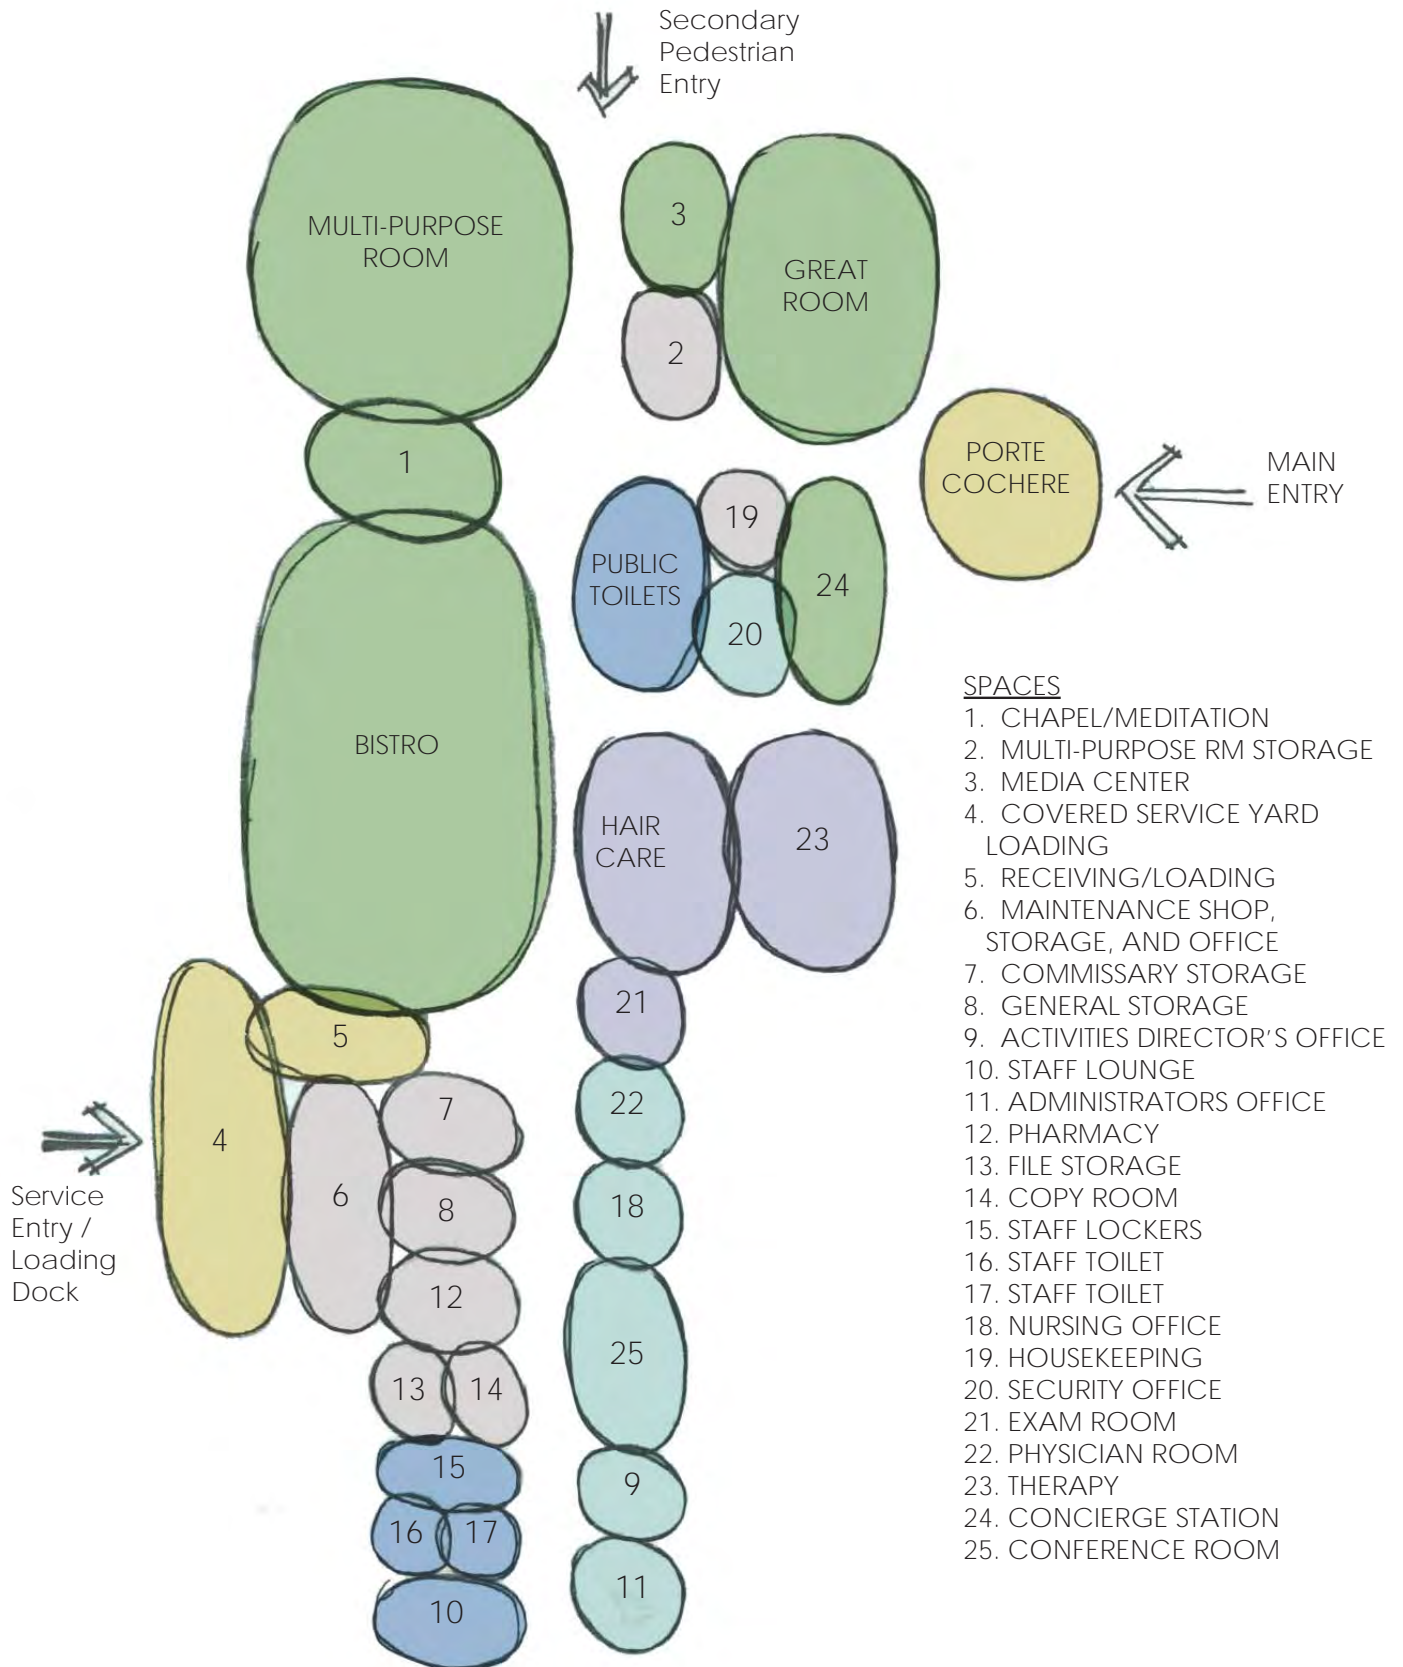 Secondary
Pedestrian
Entry
MULTI-PURPOSE
ROOM
3
GREAT
ROOM
2
1
PORTE
COCHERE
MAIN
ENTRY
19
PUBLIC
TOILETS
24
20
BISTRO
HAIR
CARE
23
21
5
7
22
4
6
8
18
Service
Entry /
Loading
Dock
12
25
13
14
15
9
16
17
11
10
SPACES
1. CHAPEL/MEDITATION
2. MULTI-PURPOSE RM STORAGE
3. MEDIA CENTER
4. COVERED SERVICE YARD
LOADING
5. RECEIVING/LOADING
6. MAINTENANCE SHOP,
STORAGE, AND OFFICE
7. COMMISSARY STORAGE
8. GENERAL STORAGE
9. ACTIVITIES DIRECTOR'S OFFICE
10. STAFF LOUNGE
11. ADMINISTRATORS OFFICE
12. PHARMACY
13. FILE STORAGE
14. COPY ROOM
15. STAFF LOCKERS
16. STAFF TOILET
17. STAFF TOILET
18. NURSING OFFICE
19. HOUSEKEEPING
20. SECURITY OFFICE
21. EXAM ROOM
22. PHYSICIAN ROOM
23. THERAPY
24. CONCIERGE STATION
25. CONFERENCE ROOM